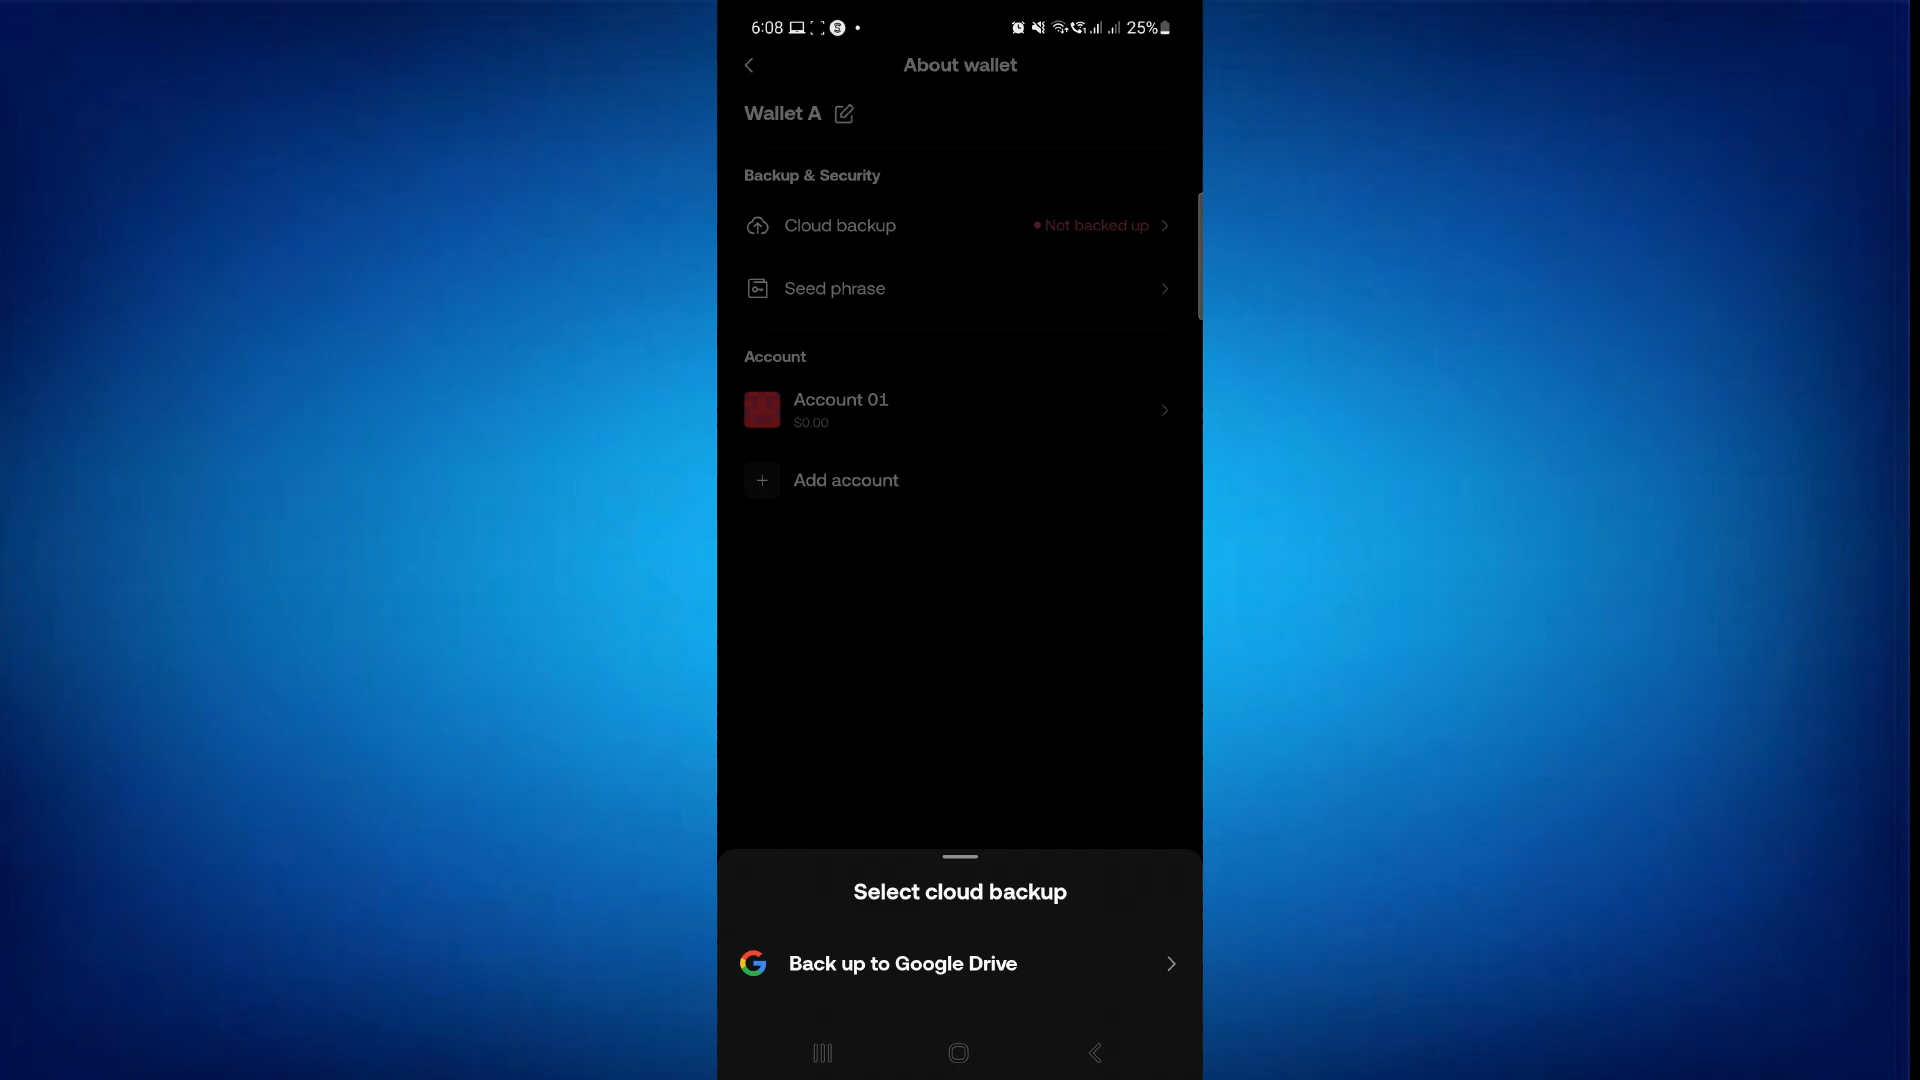 6:08
25%
About wallet
Wallet A
Backup & Security
Cloud backup
Not backed up
Seed phrase
Account
Account 01
$0.00
Add account
Select cloud backup
Back up to Google Drive